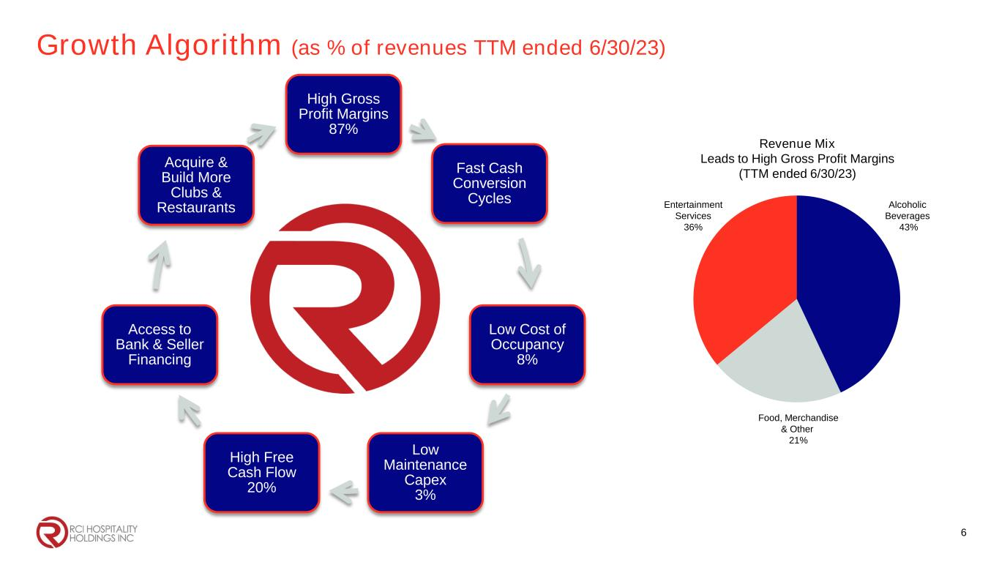 Growth Algorithm (as % of revenues TTM ended 6/30/23)
High Gross
Profit Margins
87%
Fast Cash
Conversion
Cycles
Low Cost of
Occupancy
8%
Low
Maintenance
Capex
3%
High Free
Cash Flow
20%
Access to
Bank & Seller
Financing
Acquire &
Build More
Clubs &
Restaurants
Revenue Mix
Leads to High Gross Profit Margins
(TTM ended 6/30/23)
Entertainment
Services
36%
Alcoholic
Beverages
43%
Food, Merchandise
& Other
21%
R
R
RCI HOSPITALITY
HOLDINGS INC
6